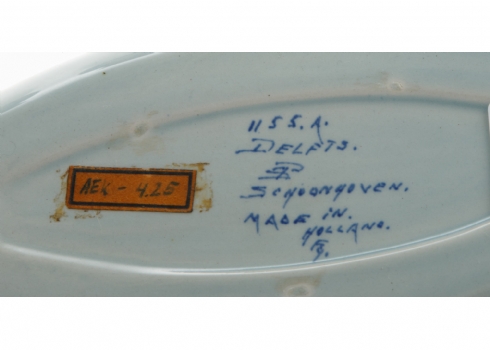 AEK - 4.25
1155.A.
DELFTS.
SCHOONHOVEN.
MADE in.
HOLLAND.